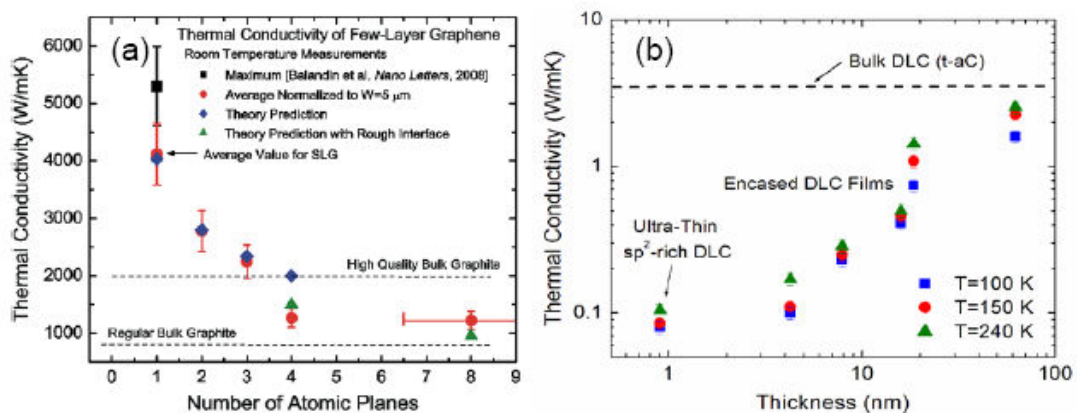 (a)
Thermal Conductivity of Few-Layer Graphene
Room Temperature Measurements
Maximum [Balandin et al, Nano Letters, 2008]
Average Normalized to W=5 μm
Theory Prediction
Theory Prediction with Rough Interface
Average Value for SLG
High Quality Bulk Graphite
Regular Bulk Graphite
Thermal Conductivity (W/mK)
6000
5000
4000
3000
2000
1000
0 1 2 3 4 5 6 7 8 9
Number of Atomic Planes
(b)
Bulk DLC (t-aC)
Encased DLC Films
Ultra-Thin
sp²-rich DLC
T=100 K
T=150 K
T=240 K
Thermal Conductivity (W/mK)
10
1
0.1
1 10 100
Thickness (nm)